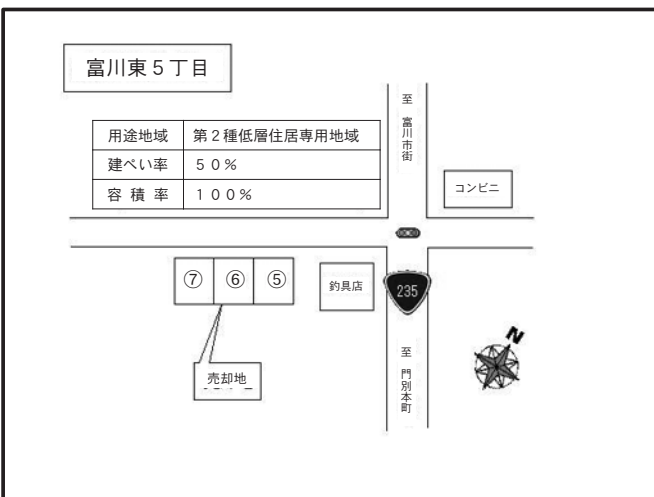 富川東５丁目
用途地域 第２種低層住居専用地域
建ぺい率 ５０％
容積率 １００％
至 富川市街
コンビニ
⑦ ⑥ ⑤
釣具店
235
売却地
至 門別本町
N